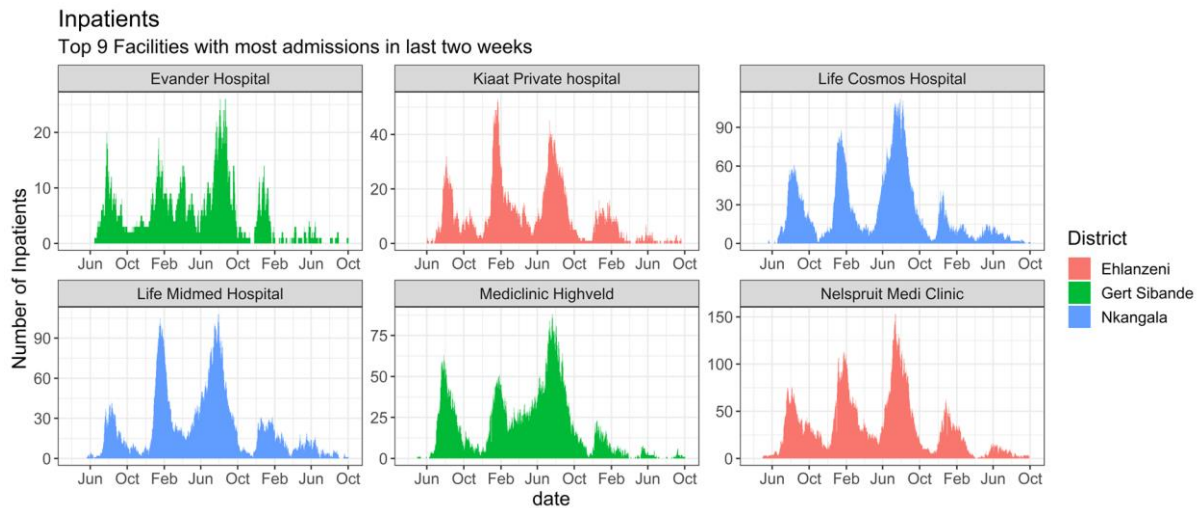 Inpatients
Top 9 Facilities with most admissions in last two weeks
Evander Hospital
Kiaat Private hospital
Life Cosmos Hospital
20
10
0
40
20
0
90
60
30
0
Jun Oct Feb Jun Oct Feb Jun Oct
Jun Oct Feb Jun Oct Feb Jun Oct
Jun Oct Feb Jun Oct Feb Jun Oct
Life Midmed Hospital
Mediclinic Highveld
Nelspruit Medi Clinic
90
60
30
0
75
50
25
0
150
100
50
0
Jun Oct Feb Jun Oct Feb Jun Oct
Jun Oct Feb Jun Oct Feb Jun Oct
Jun Oct Feb Jun Oct Feb Jun Oct
Number of Inpatients
date
District
Ehlanzeni
Gert Sibande
Nkangala